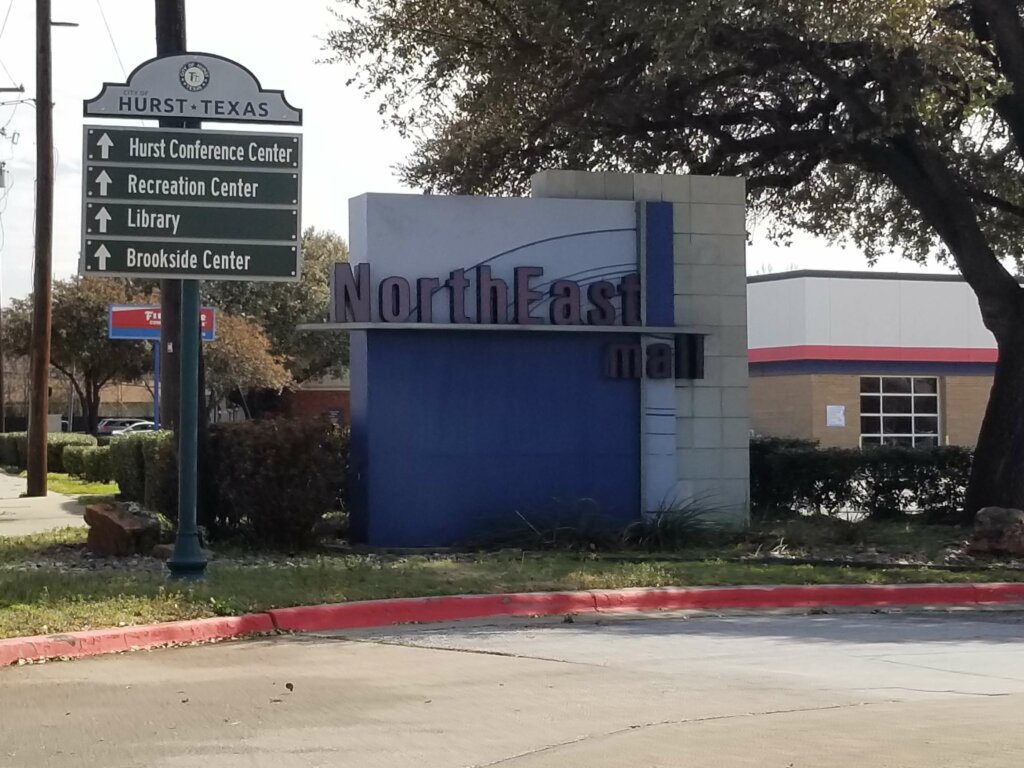 CITY OF
HURST★TEXAS
Hurst Conference Center
Recreation Center
Library
Brookside Center
NorthEast
mall